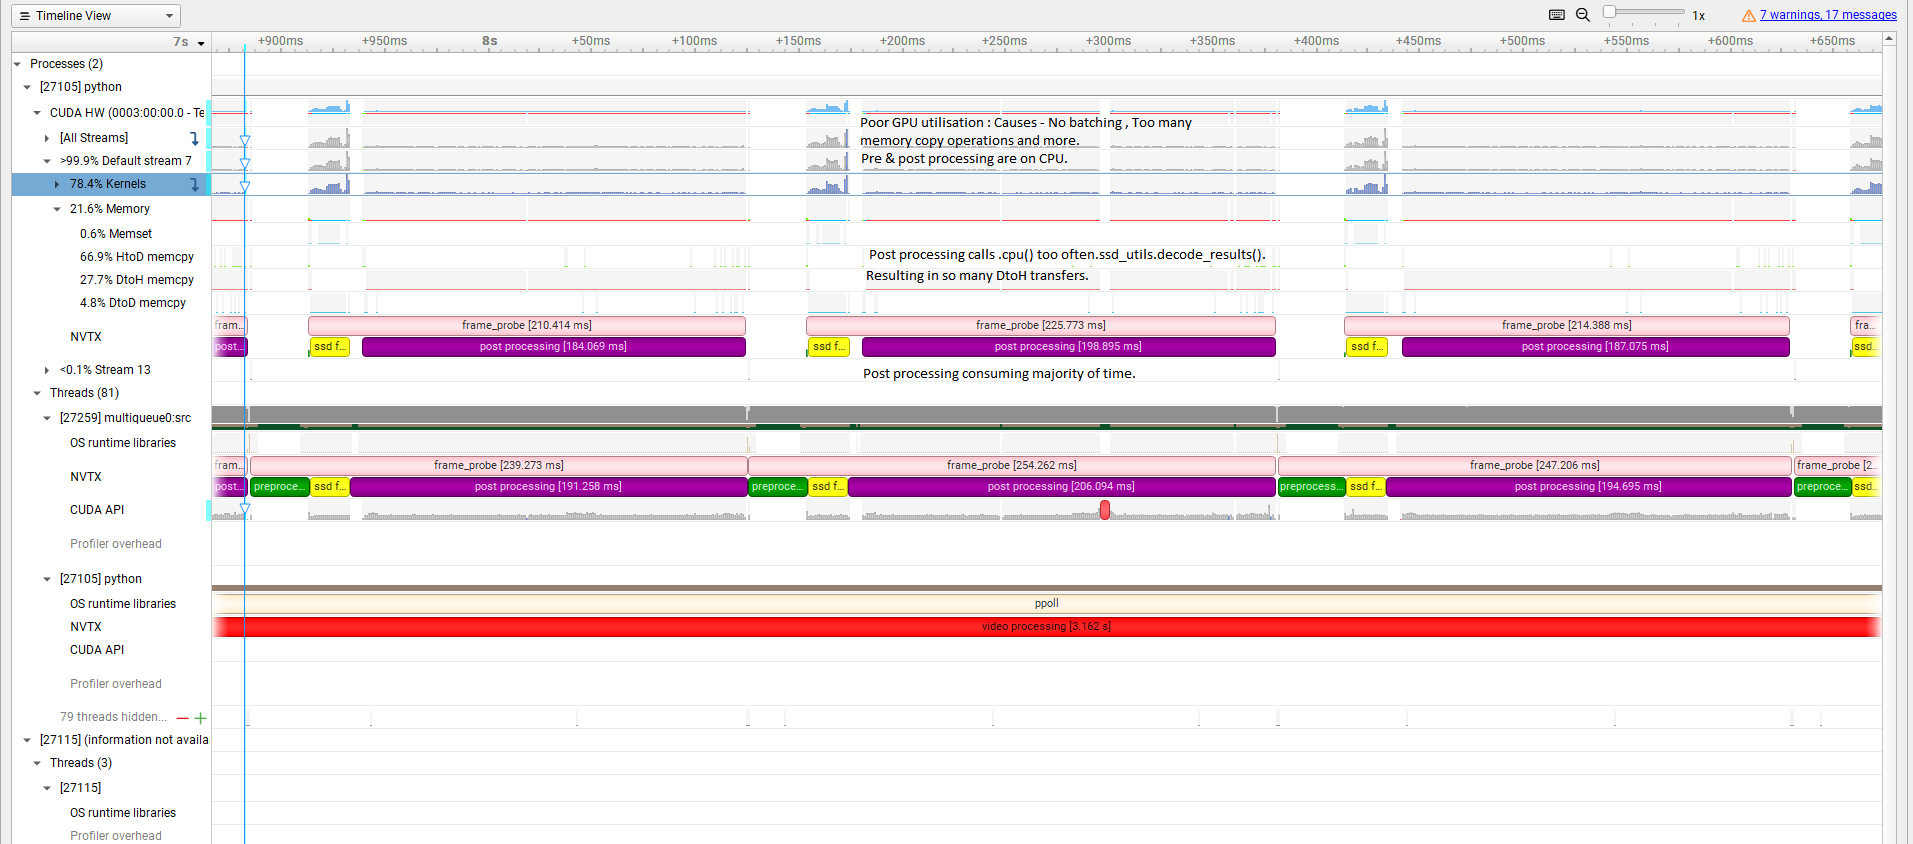 Timeline View
1x
7 warnings, 17 messages
7s
+900ms
+950ms
8s
+50ms
+100ms
+150ms
+200ms
+250ms
+300ms
+350ms
+400ms
+450ms
+500ms
+550ms
+600ms
+650ms
Processes (2)
[27105] python
CUDA HW (0003:00:00.0 - Te
[All Streams]
Poor GPU utilisation : Causes - No batching , Too many
memory copy operations and more.
>99.9% Default stream 7
Pre & post processing are on CPU.
78.4% Kernels
21.6% Memory
0.6% Memset
66.9% HtoD memcpy
Post processing calls .cpu() too often.ssd_utils.decode_results().
27.7% DtoH memcpy
Resulting in so many DtoH transfers.
4.8% DtoD memcpy
NVTX
fram...
frame_probe [210.414 ms]
frame_probe [225.773 ms]
frame_probe [214.388 ms]
fra...
post...
ssd f...
post processing [184.069 ms]
ssd f...
post processing [198.895 ms]
ssd f...
post processing [187.075 ms]
ssd...
<0.1% Stream 13
Post processing consuming majority of time.
Threads (81)
[27259] multiqueue0:src
OS runtime libraries
NVTX
fram...
frame_probe [239.273 ms]
frame_probe [254.262 ms]
frame_probe [247.206 ms]
frame_probe [2...
post...
preproce...
ssd f...
post processing [191.258 ms]
preproce...
ssd f...
post processing [206.094 ms]
preprocess...
ssd f...
post processing [194.695 ms]
preproce...
ssd...
CUDA API
Profiler overhead
[27105] python
OS runtime libraries
ppoll
NVTX
video processing [3.162 s]
CUDA API
Profiler overhead
79 threads hidden...
[27115] (information not availa
Threads (3)
[27115]
OS runtime libraries
Profiler overhead